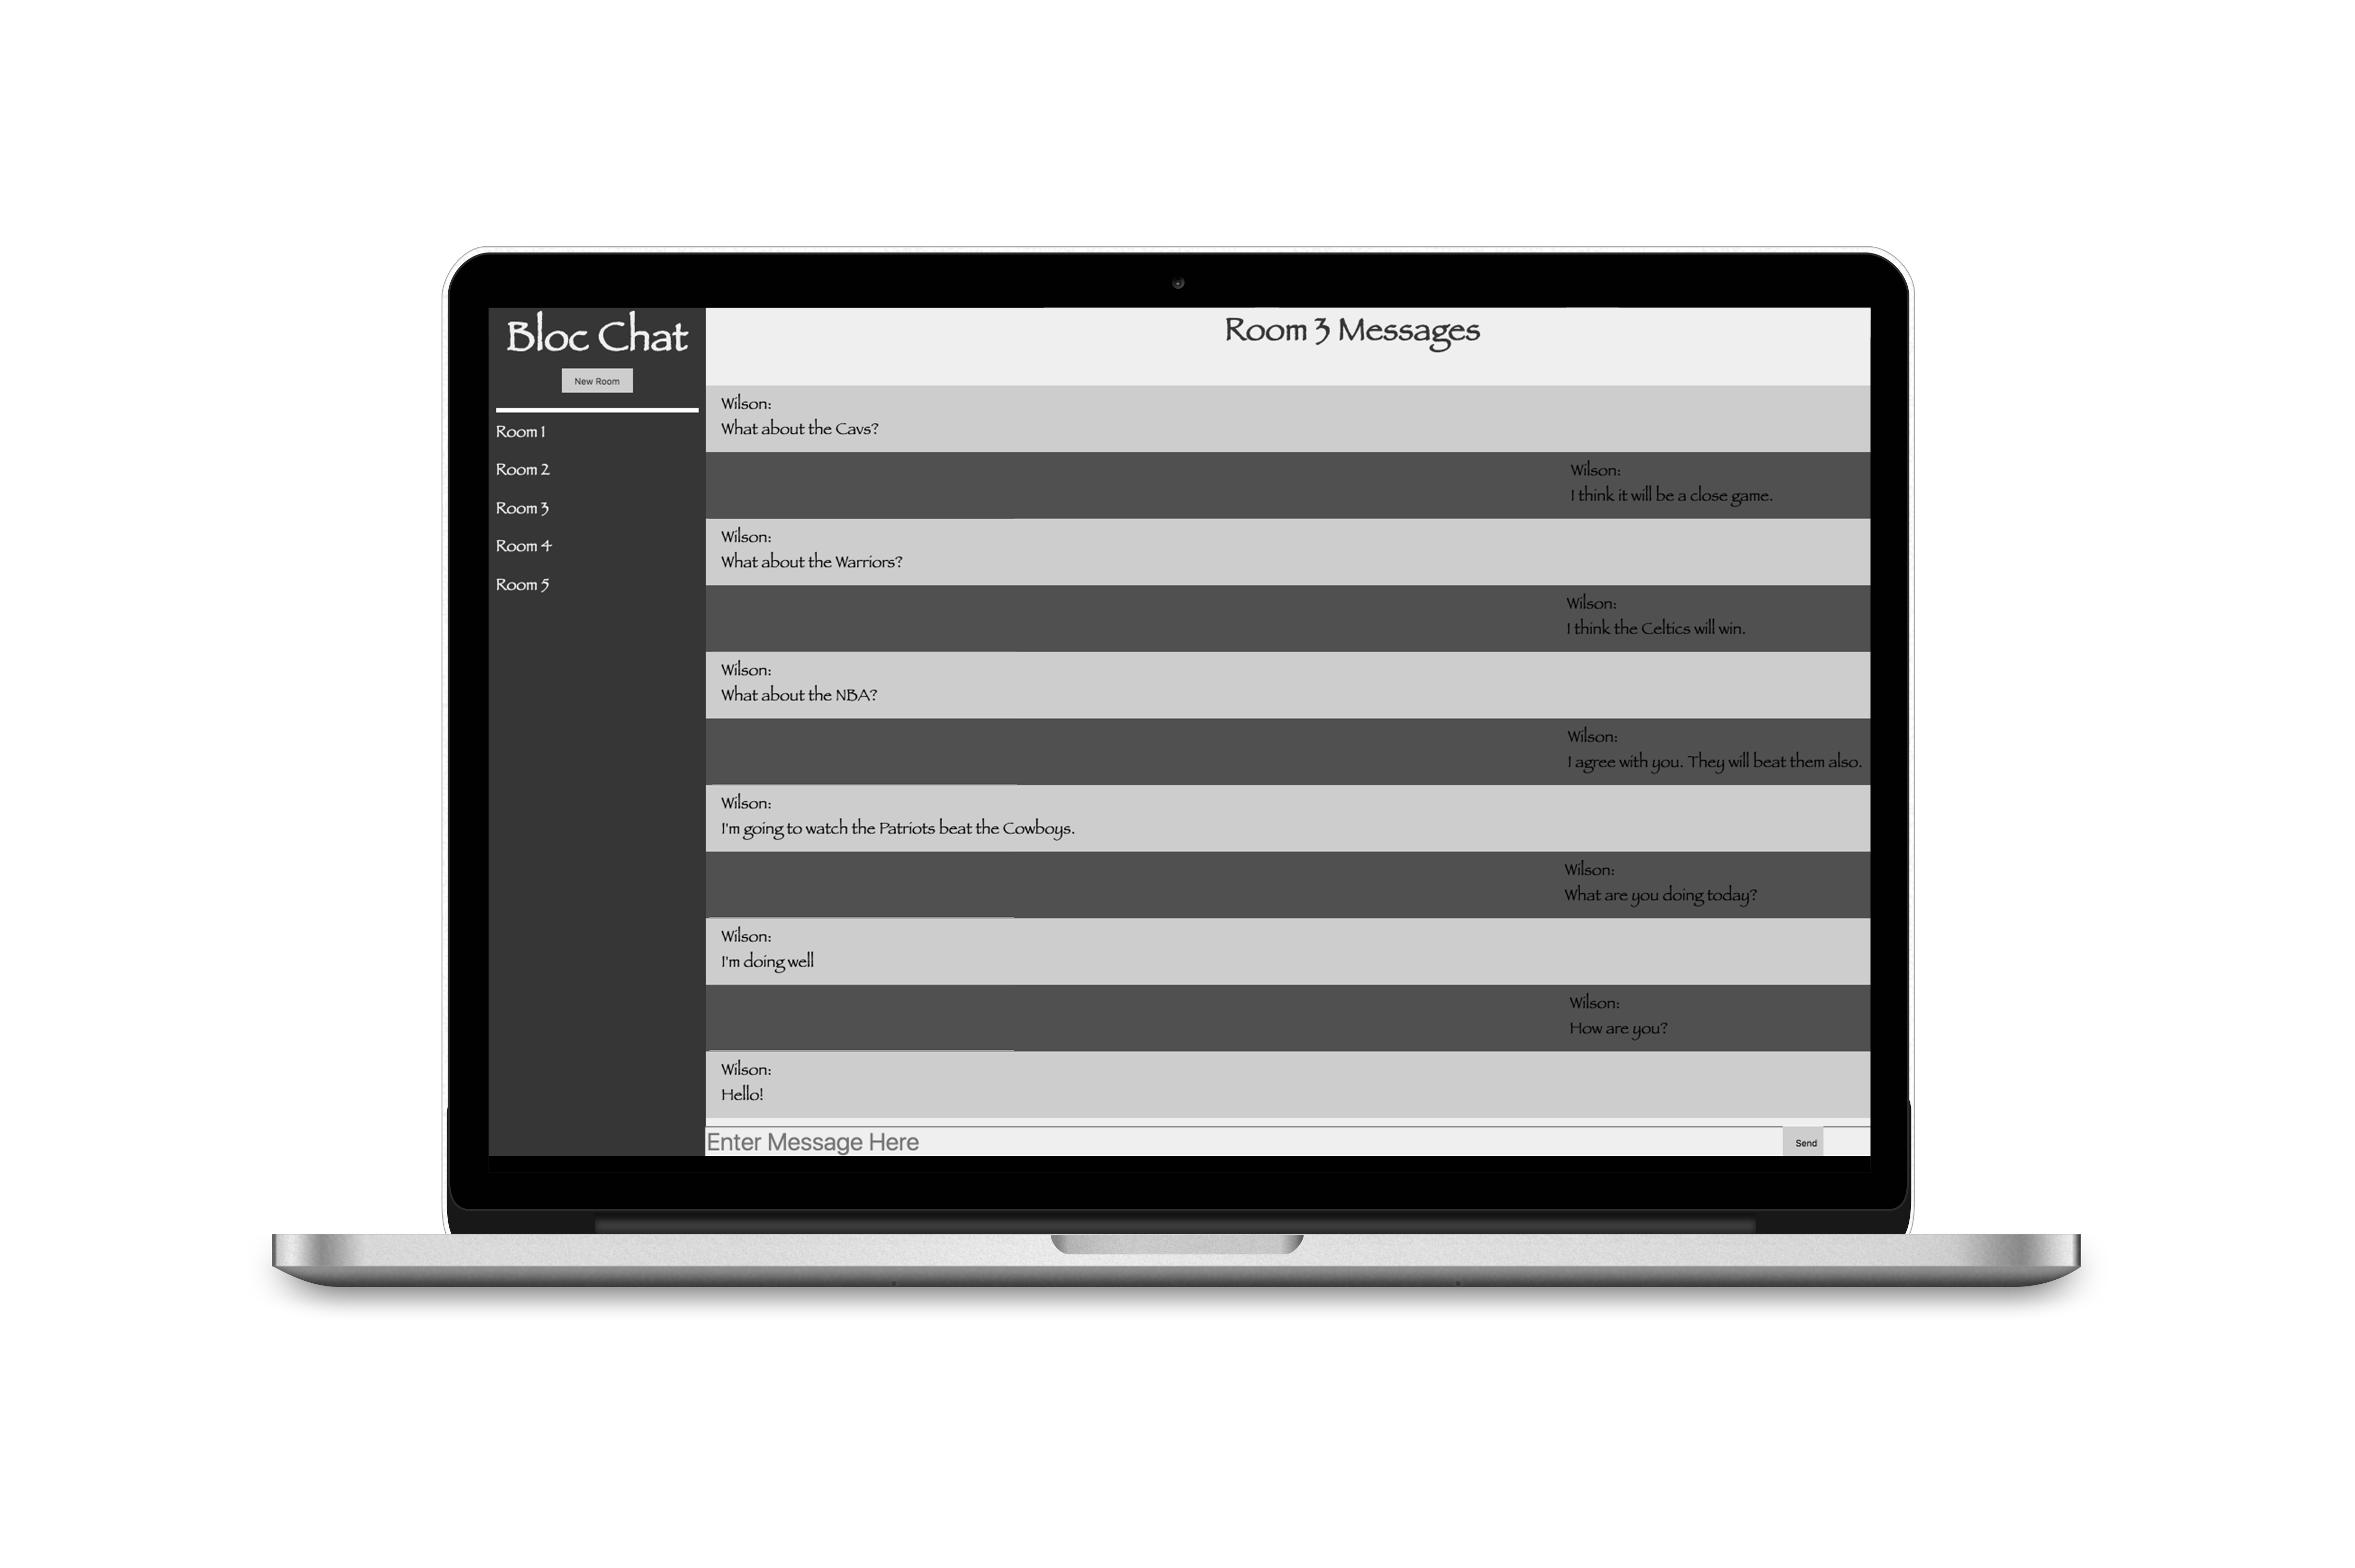 Bloc Chat
New Room
Room 1
Room 2
Room 3
Room 4
Room 5
Room 3 Messages
Wilson:
What about the Cavs?
Wilson:
I think it will be a close game.
Wilson:
What about the Warriors?
Wilson:
I think the Celtics will win.
Wilson:
What about the NBA?
Wilson:
I agree with you. They will beat them also.
Wilson:
I'm going to watch the Patriots beat the Cowboys.
Wilson:
What are you doing today?
Wilson:
I'm doing well
Wilson:
How are you?
Wilson:
Hello!
Enter Message Here
Send